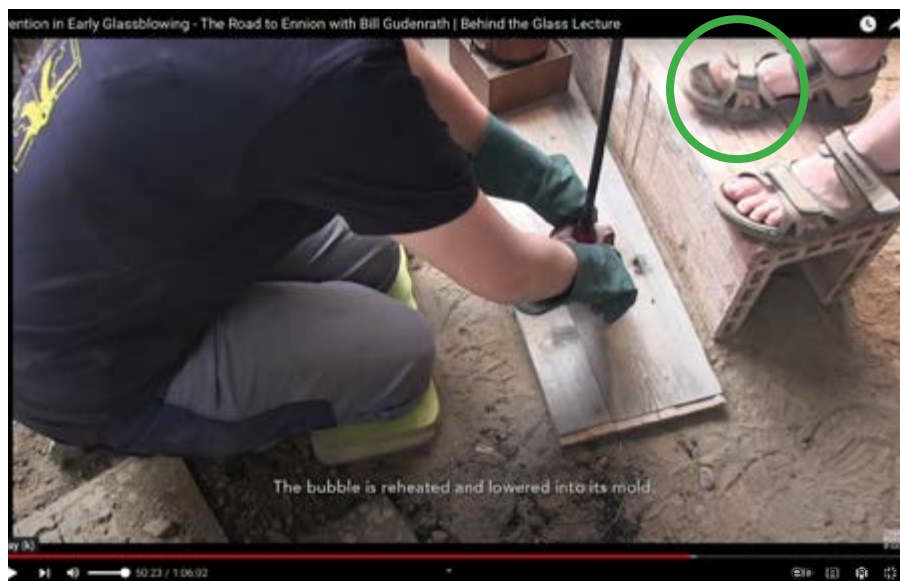 ention in Early Glassblowing - The Road to Ennion with Bill Gudenrath | Behind the Glass Lecture
The bubble is reheated and lowered into its mold.
ay (k)
50:23 / 1:06:02